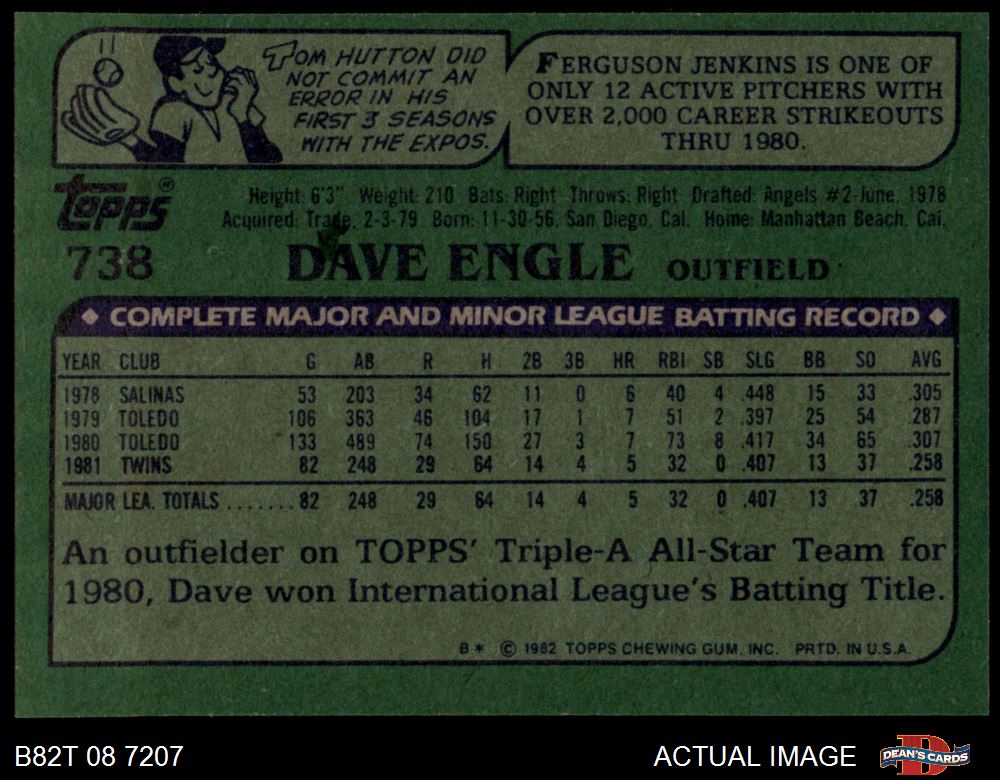 TOM HUTTON DID
NOT COMMIT AN
ERROR IN HIS
FIRST 3 SEASONS
WITH THE EXPOS.
FERGUSON JENKINS IS ONE OF
ONLY 12 ACTIVE PITCHERS WITH
OVER 2,000 CAREER STRIKEOUTS
THRU 1980.
TOPPS®
Height: 6'3" Weight: 210 Bats: Right Throws: Right Drafted: Angels #2-June, 1978
Acquired: Trade, 2-3-79 Born: 11-30-56, San Diego, Cal. Home: Manhattan Beach, Cal.
738 DAVE ENGLE OUTFIELD
◆ COMPLETE MAJOR AND MINOR LEAGUE BATTING RECORD ◆
YEAR CLUB G AB R H 2B 3B HR RBI SB SLG BB SO AVG
1978 SALINAS 53 203 34 62 11 0 6 40 4 .448 15 33 .305
1979 TOLEDO 106 363 46 104 17 1 7 51 2 .397 25 54 .287
1980 TOLEDO 133 489 74 150 27 3 7 73 8 .417 34 65 .307
1981 TWINS 82 248 29 64 14 4 5 32 0 .407 13 37 .258
MAJOR LEA. TOTALS ....... 82 248 29 64 14 4 5 32 0 .407 13 37 .258
An outfielder on TOPPS' Triple-A All-Star Team for
1980, Dave won International League's Batting Title.
B* © 1982 TOPPS CHEWING GUM, INC. PRTD. IN U.S.A.
B82T 08 7207 ACTUAL IMAGE DEAN'S CARDS